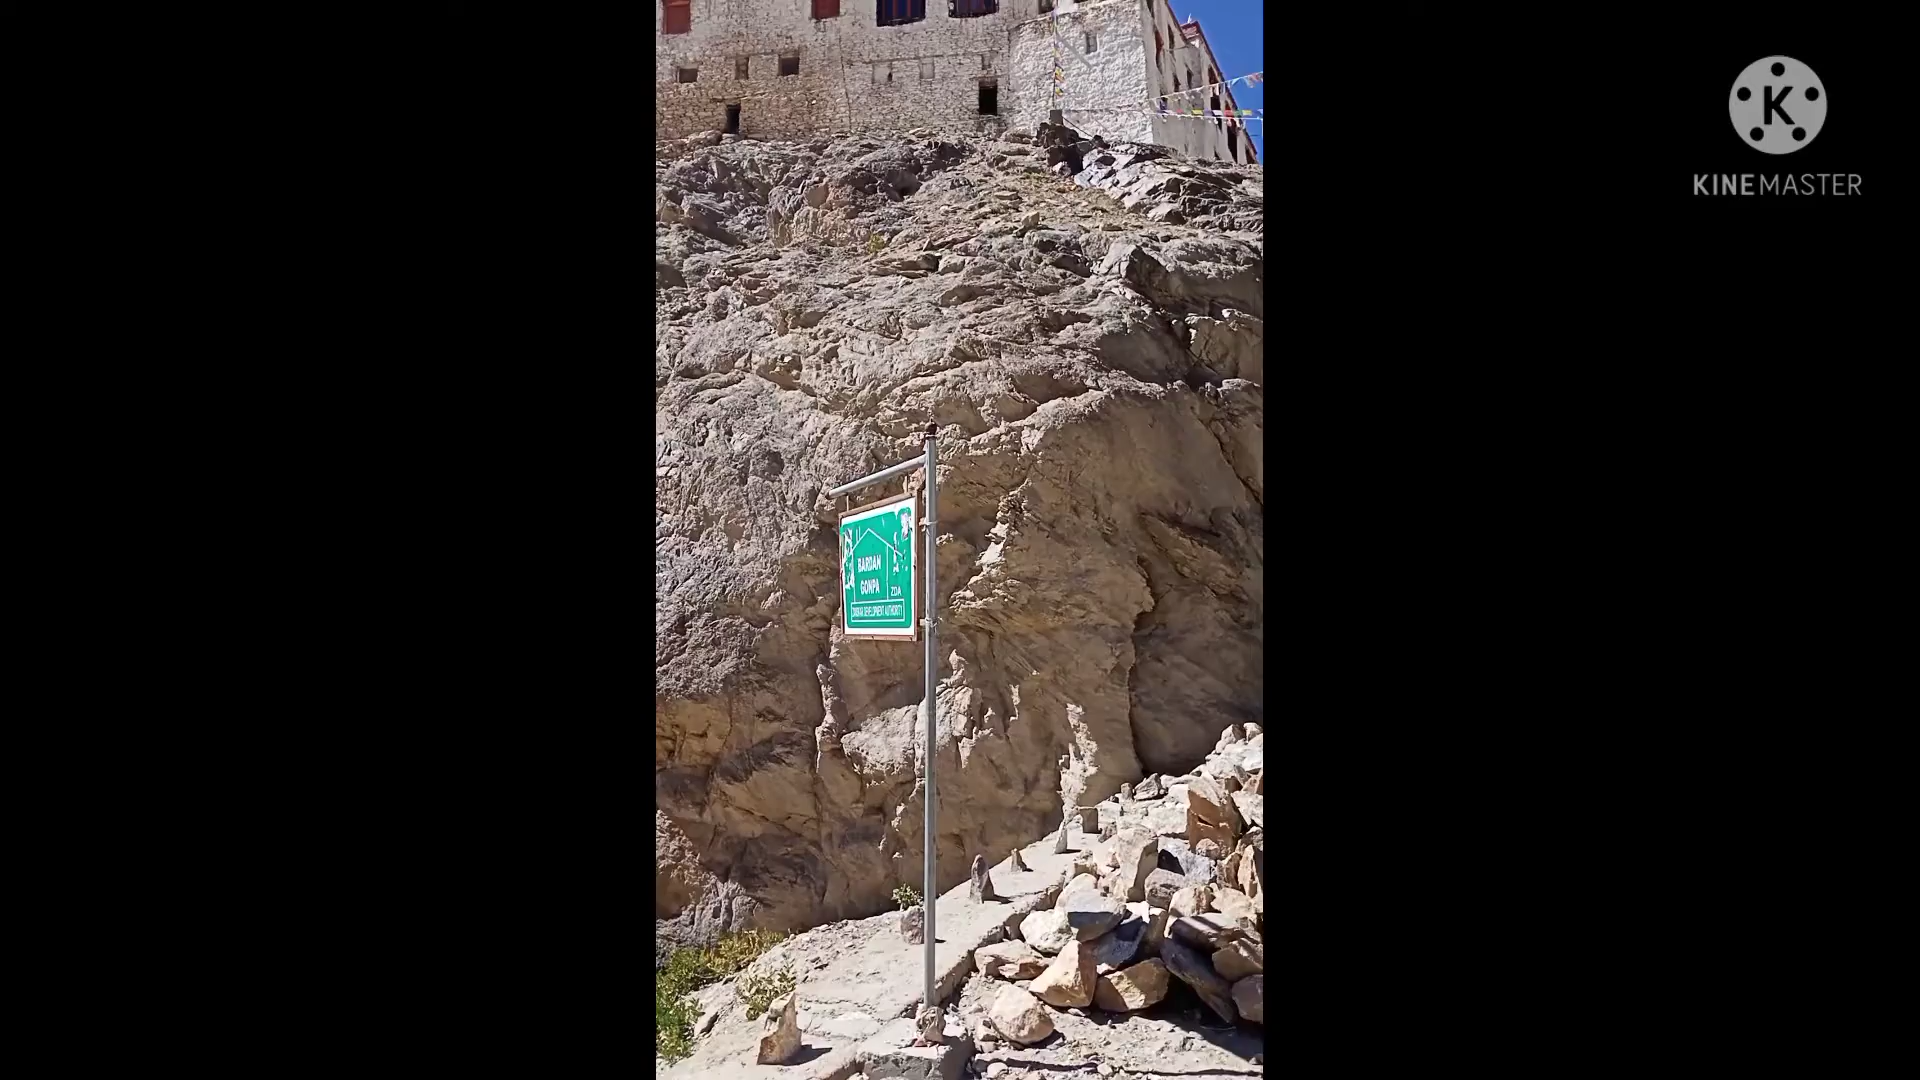 BARDAN
GONPA
ZDA
ZANSKAR DEVELOPMENT AUTHORITY
KINEMASTER